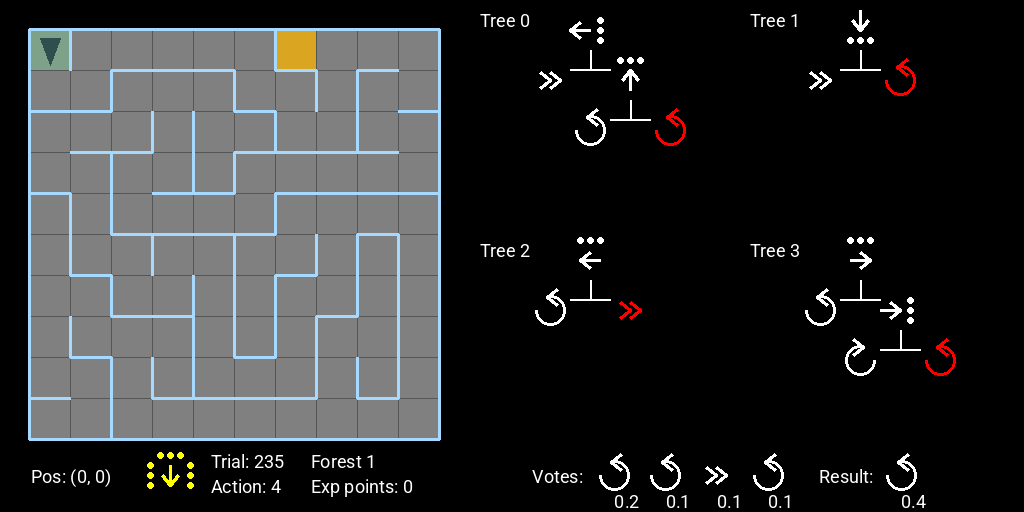 Tree 0
Tree 1
Tree 2
Tree 3
Pos: (0, 0)
Trial: 235
Forest 1
Action: 4
Exp points: 0
Votes:
0.2
0.1
0.1
0.1
Result:
0.4